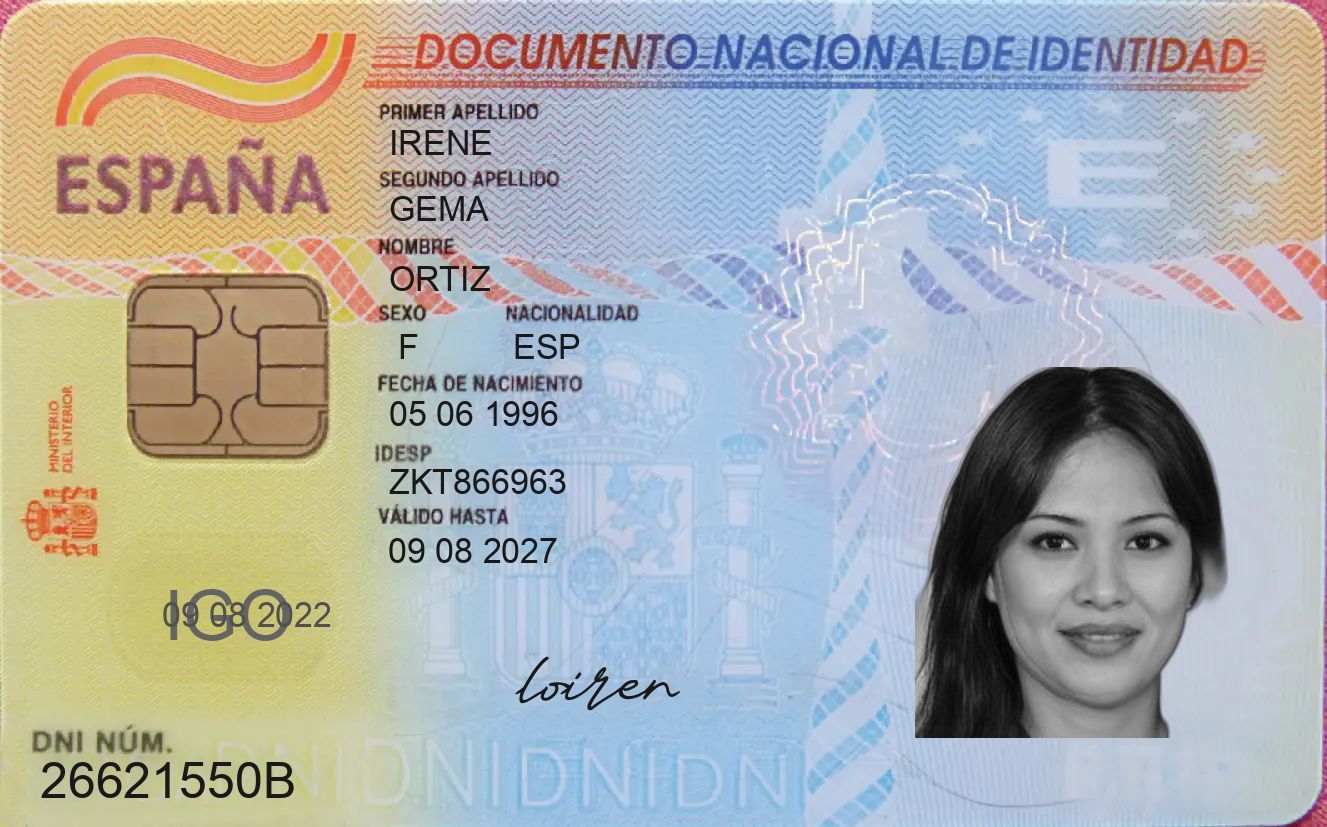 DOCUMENTO NACIONAL DE IDENTIDAD
ESPAÑA
PRIMER APELLIDO
IRENE
SEGUNDO APELLIDO
GEMA
NOMBRE
ORTIZ
SEXO NACIONALIDAD
F ESP
FECHA DE NACIMIENTO
05 06 1996
IDESP
ZKT866963
VÁLIDO HASTA
09 08 2027
MINISTERIO
DEL INTERIOR
E
IGO
09 08 2022
loiren
DNI NÚM.
26621550B
DNIDNIDNIDNI